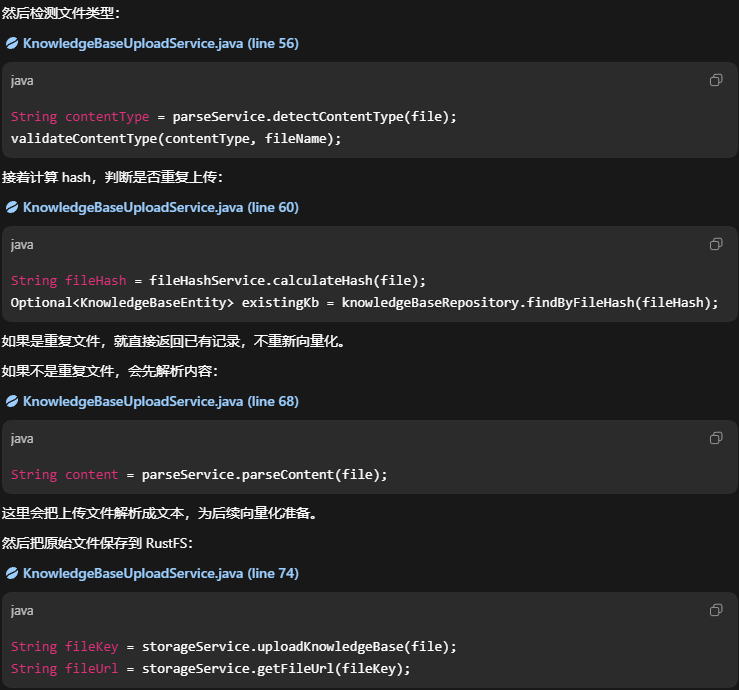 然后检测文件类型：
KnowledgeBaseUploadService.java (line 56)
java
String contentType = parseService.detectContentType(file);
validateContentType(contentType, fileName);
接着计算 hash，判断是否重复上传：
KnowledgeBaseUploadService.java (line 60)
java
String fileHash = fileHashService.calculateHash(file);
Optional<KnowledgeBaseEntity> existingKb = knowledgeBaseRepository.findByFileHash(fileHash);
如果是重复文件，就直接返回已有记录，不重新向量化。
如果不是重复文件，会先解析内容：
KnowledgeBaseUploadService.java (line 68)
java
String content = parseService.parseContent(file);
这里会把上传文件解析成文本，为后续向量化准备。
然后把原始文件保存到 RustFS：
KnowledgeBaseUploadService.java (line 74)
java
String fileKey = storageService.uploadKnowledgeBase(file);
String fileUrl = storageService.getFileUrl(fileKey);